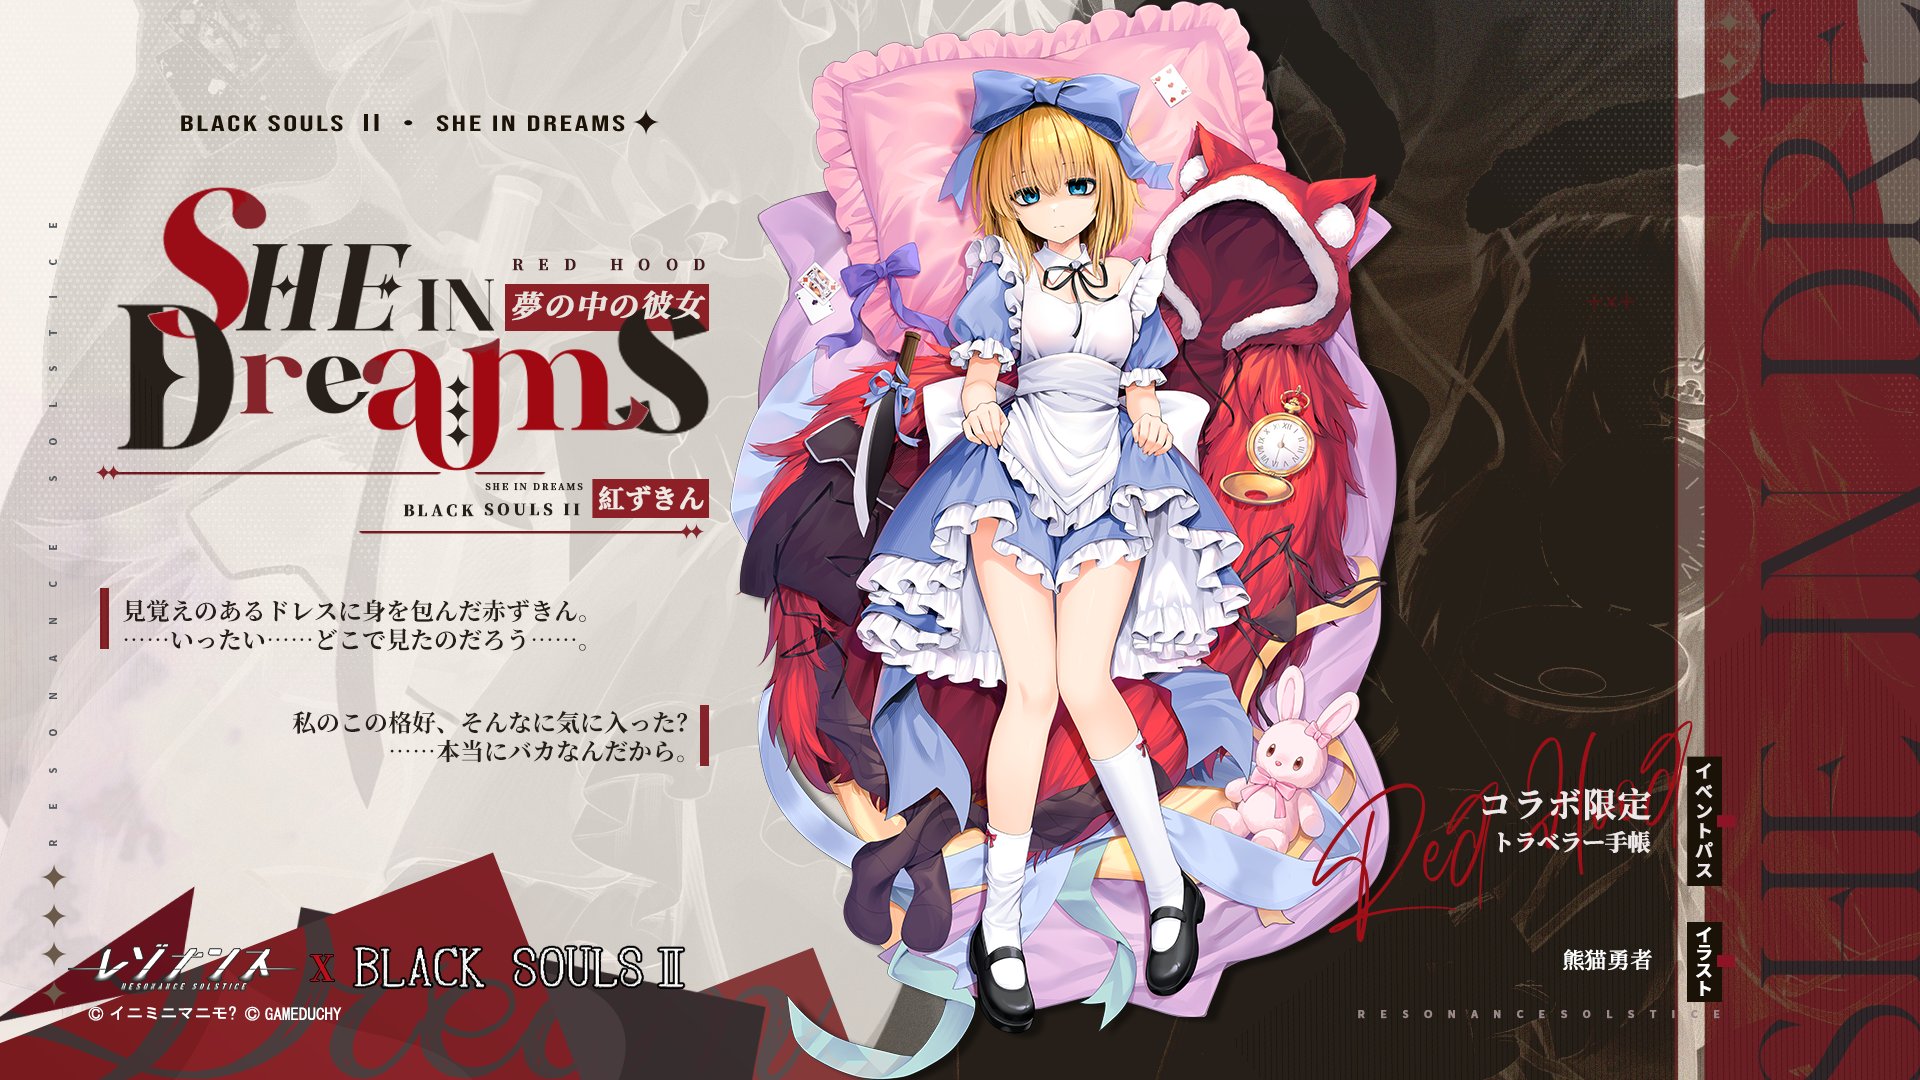 BLACK SOULS II · SHE IN DREAMS
SHE IN DREAMS
RED HOOD
夢の中の彼女
SHE IN DREAMS
BLACK SOULS II
紅ずきん
見覚えのあるドレスに身を包んだ赤ずきん。
……いったい……どこで見たのだろう……。
私のこの格好、そんなに気に入った?
……本当にバカなんだから。
RESONANCE SOLSTICE
レゾナンス
RESONANCE SOLSTICE
X
BLACK SOULS II
© イニミニマニモ? © GAMEDUCHY
Dream
Red Hood
コラボ限定
トラベラー手帳
イベントパス
熊猫勇者
イラスト
RESONANCESOLSTICE
SHE IN DRE